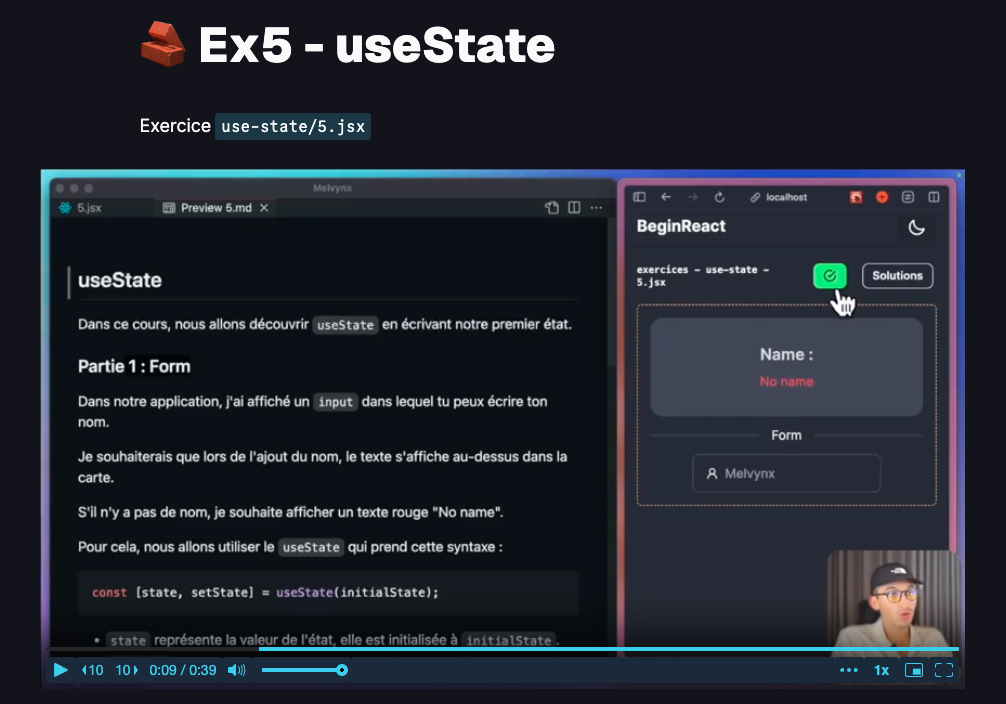 Ex5 - useState
Exercice use-state/5.jsx
Melvynx
5.jsx
Preview 5.md
useState
Dans ce cours, nous allons découvrir useState en écrivant notre premier état.
Partie 1 : Form
Dans notre application, j'ai affiché un input dans lequel tu peux écrire ton
nom.
Je souhaiterais que lors de l'ajout du nom, le texte s'affiche au-dessus dans la
carte.
S'il n'y a pas de nom, je souhaite afficher un texte rouge "No name".
Pour cela, nous allons utiliser le useState qui prend cette syntaxe :
const [state, setState] = useState(initialState);
• state représente la valeur de l'état, elle est initialisée à initialState.
localhost
BeginReact
exercices - use-state -
5.jsx
Solutions
Name :
No name
Form
Melvynx
10 10 0:09 / 0:39
1x